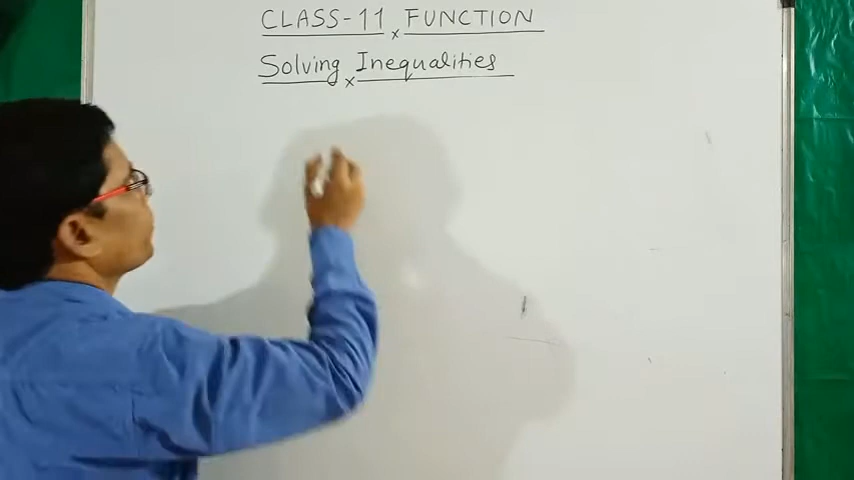 CLASS-11 x FUNCTION
Solving x Inequalities